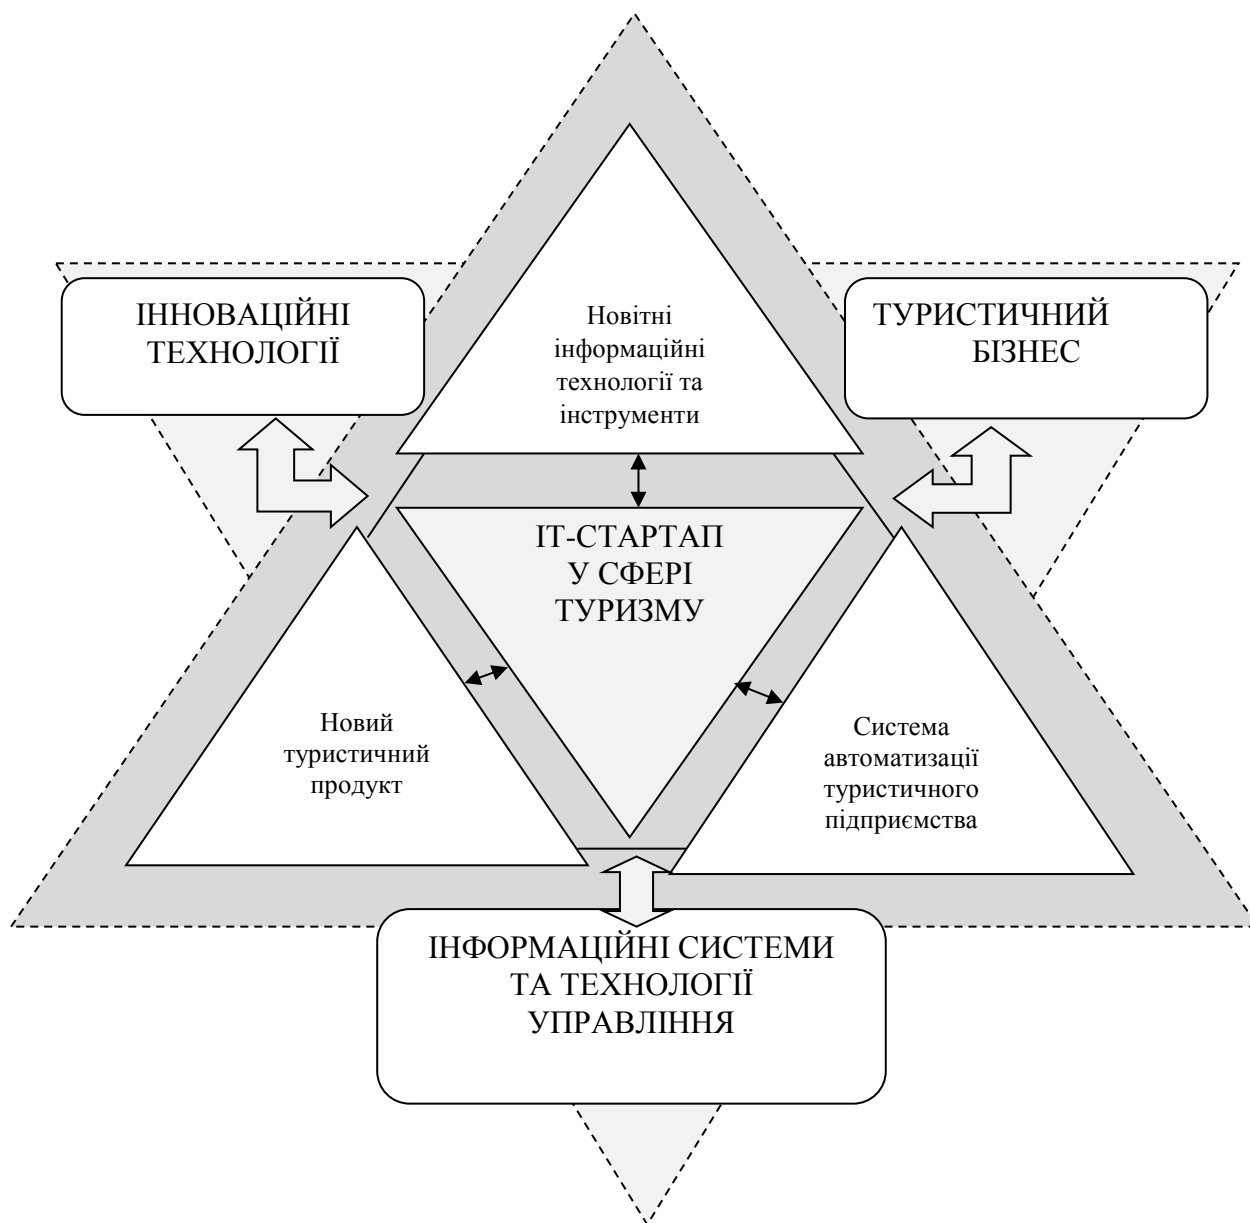 ІННОВАЦІЙНІ
ТЕХНОЛОГІЇ
Новітні
інформаційні
технології та
інструменти
ТУРИСТИЧНИЙ
БІЗНЕС
ІТ-СТАРТАП
У СФЕРІ
ТУРИЗМУ
Новий
туристичний
продукт
Система
автоматизації
туристичного
підприємства
ІНФОРМАЦІЙНІ СИСТЕМИ
ТА ТЕХНОЛОГІЇ
УПРАВЛІННЯ